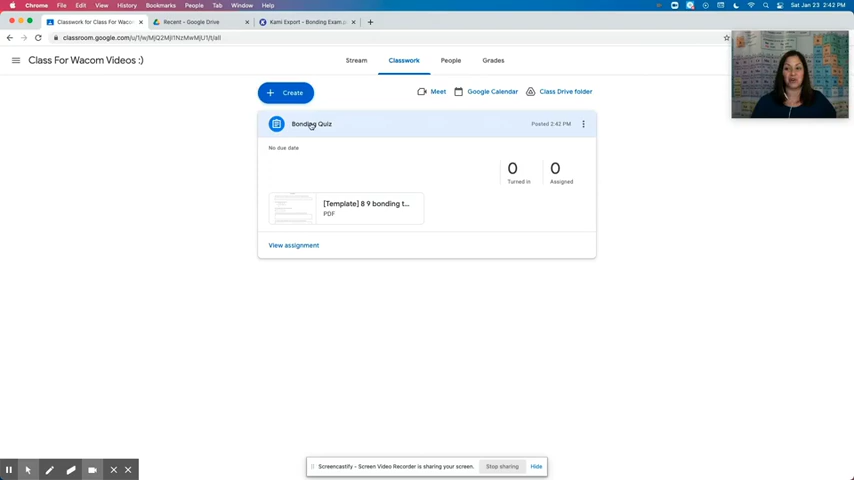 Chrome File Edit View History Bookmarks People Tab Window Help Sat Jan 23 2:42 PM
Classwork for Class For Wacom Recent - Google Drive Kami Export - Bonding Exam.p
classroom.google.com/u/1/w/MjQ2MjI1NzMwMjU1/t/all
Class For Wacom Videos :) Stream Classwork People Grades
Create Meet Google Calendar Class Drive folder
Bonding Quiz Posted 2:42 PM
No due date
0 0
Turned in Assigned
[Template] 8 9 bonding t...
PDF
View assignment
Screencastify - Screen Video Recorder is sharing your screen. Stop sharing Hide